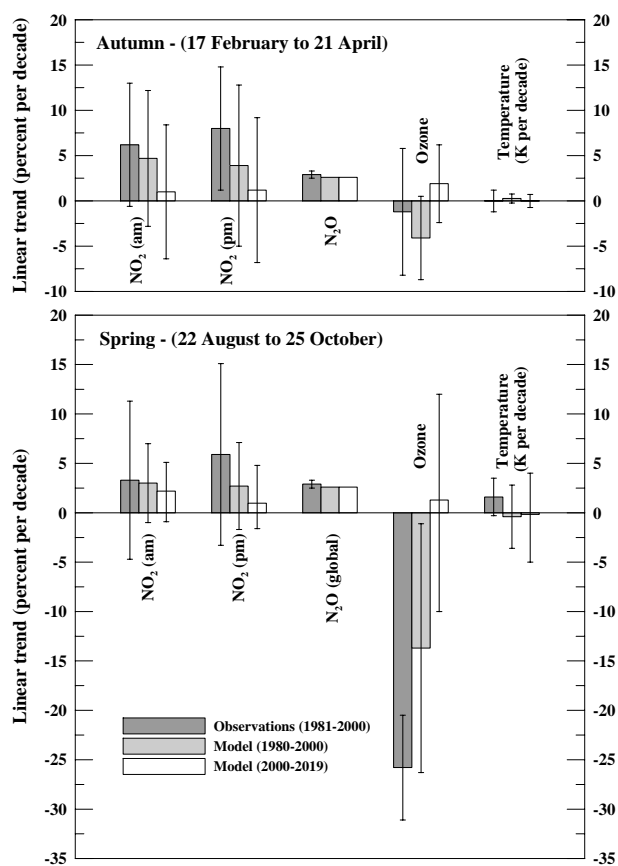 20
15
10
5
0
-5
-10
Linear trend (percent per decade)
Autumn - (17 February to 21 April)
NO₂ (am)
NO₂ (pm)
N₂O
Ozone
Temperature
(K per decade)
20
15
10
5
0
-5
-10
20
15
10
5
0
-5
-10
-15
-20
-25
-30
-35
Linear trend (percent per decade)
Spring - (22 August to 25 October)
NO₂ (am)
NO₂ (pm)
N₂O (global)
Ozone
Temperature
(K per decade)
Observations (1981-2000)
Model (1980-2000)
Model (2000-2019)
20
15
10
5
0
-5
-10
-15
-20
-25
-30
-35